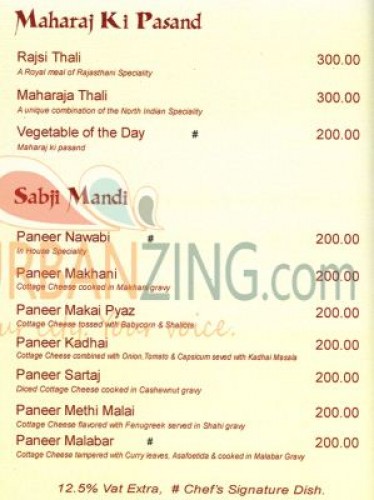 Maharaj Ki Pasand
Rajsi Thali 300.00
A Royal meal of Rajasthani Speciality
Maharaja Thali 300.00
A unique combination of the North Indian Speciality
Vegetable of the Day # 200.00
Maharaj ki pasand
Sabji Mandi
Paneer Nawabi # 200.00
In House Speciality
URBANZING.com
Paneer Makhani 200.00
Cottage Cheese cooked in Makhani gravy
Paneer Makai Pyaz 200.00
Cottage Cheese tossed with Babycorn & Shallots
your city. Your voice.
Paneer Kadhai 200.00
Cottage Cheese combined with Onion,Tomato & Capsicum seved with Kadhai Masala
Paneer Sartaj 200.00
Diced Cottage Cheese cooked in Cashewnut gravy
Paneer Methi Malai 200.00
Cottage Cheese flavored with Fenugreek served in Shahi gravy
Paneer Malabar # 200.00
Cottage Cheese tampered with Curry leaves, Asafoetida & cooked in Malabar Gravy
12.5% Vat Extra, # Chef's Signature Dish.